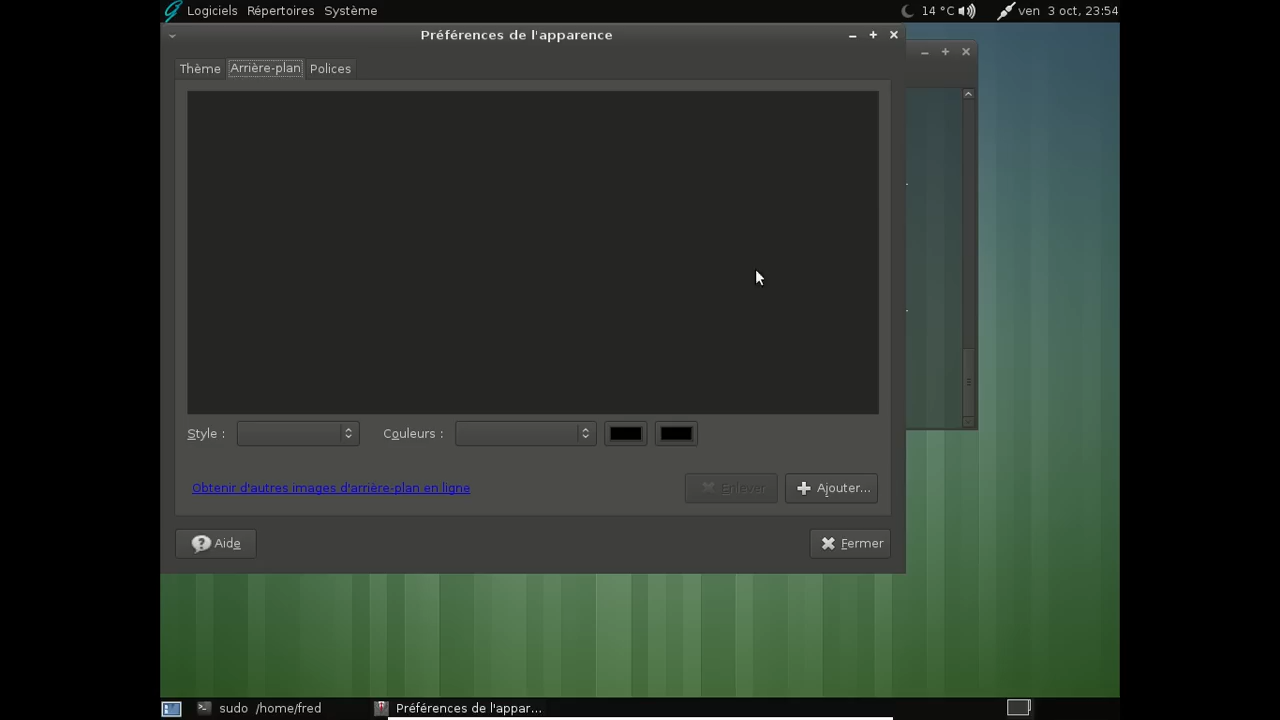 Logiciels Répertoires Système
14 °C
ven 3 oct, 23:54
Préférences de l'apparence
Thème Arrière-plan Polices
Style :
Couleurs :
Obtenir d'autres images d'arrière-plan en ligne
Enlever
Ajouter...
Aide
Fermer
sudo /home/fred
Préférences de l'appar...